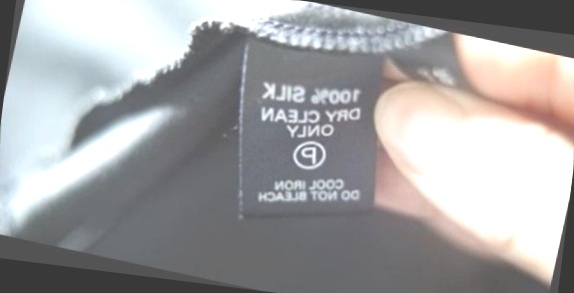 100% SILK
DRY CLEAN
ONLY
P
COOL IRON
DO NOT BLEACH